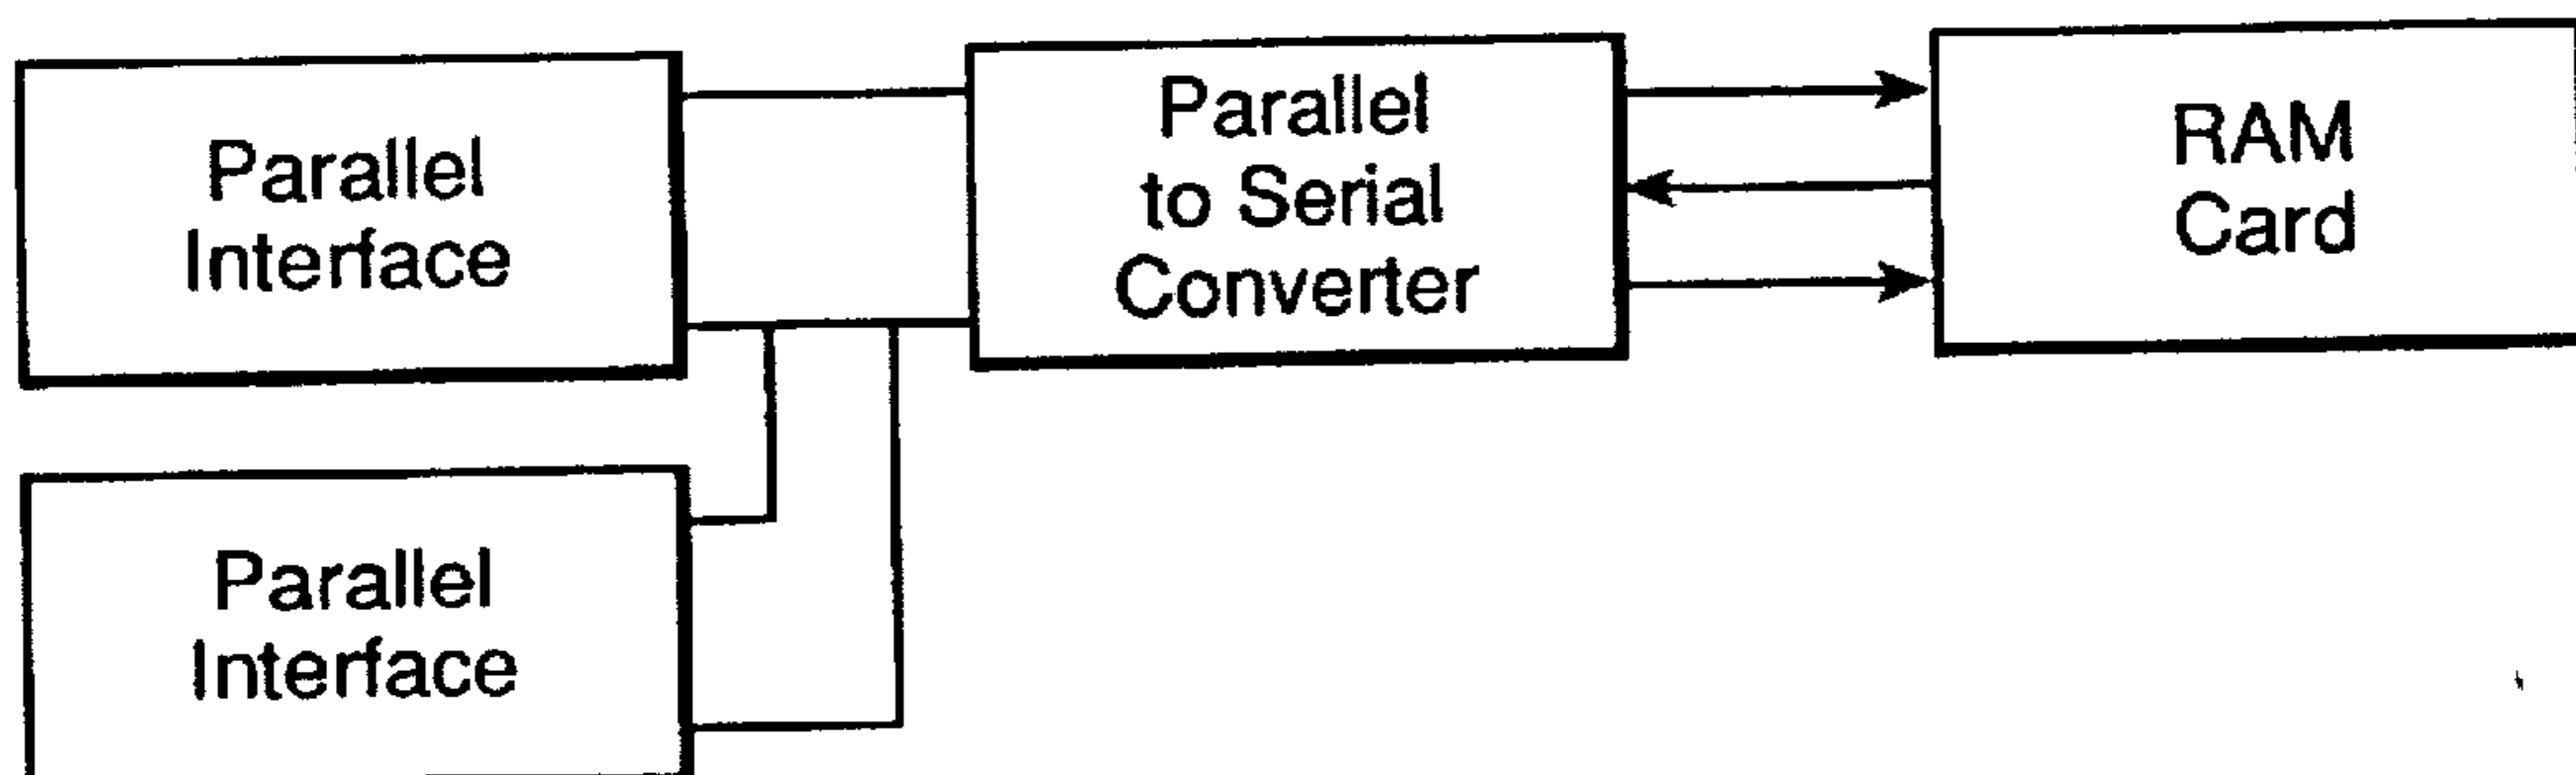 Parallel
Interface
Parallel
to Serial
Converter
RAM
Card
Parallel
Interface